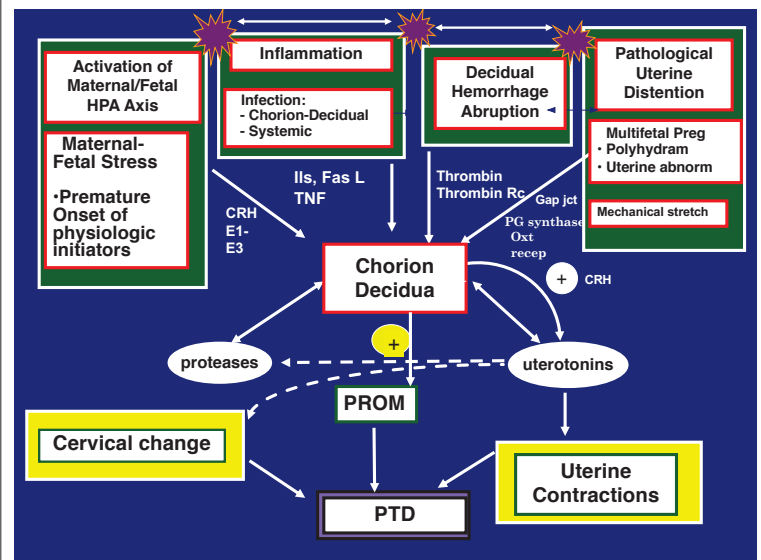 Activation of
Maternal/Fetal
HPA Axis
Maternal-
Fetal Stress
•Premature
Onset of
physiologic
initiators
Inflammation
Infection:
- Chorion-Decidual
- Systemic
Decidual
Hemorrhage
Abruption
Pathological
Uterine
Distention
Multifetal Preg
• Polyhydram
• Uterine abnorm
Mechanical stretch
CRH
E1-
E3
IIs, Fas L
TNF
Thrombin
Thrombin Rc
Gap jct
PG synthase
Oxt
recep
Chorion
Decidua
+
CRH
+
proteases
uterotonins
PROM
Cervical change
Uterine
Contractions
PTD